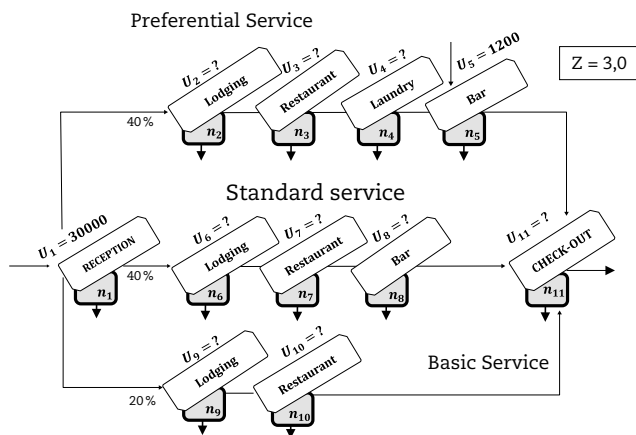 Preferential Service
U₂ = ?
U₃ = ?
U₄ = ?
U₅ = 1200
Z = 3,0
Lodging
Restaurant
Laundry
Bar
40 %
n₂
n₃
n₄
n₅
Standard service
U₁ = 30000
U₆ = ?
U₇ = ?
U₈ = ?
U₁₁ = ?
RECEPTION
Lodging
Restaurant
Bar
CHECK-OUT
40 %
n₁
n₆
n₇
n₈
n₁₁
U₉ = ?
U₁₀ = ?
Basic Service
Lodging
Restaurant
20 %
n₉
n₁₀